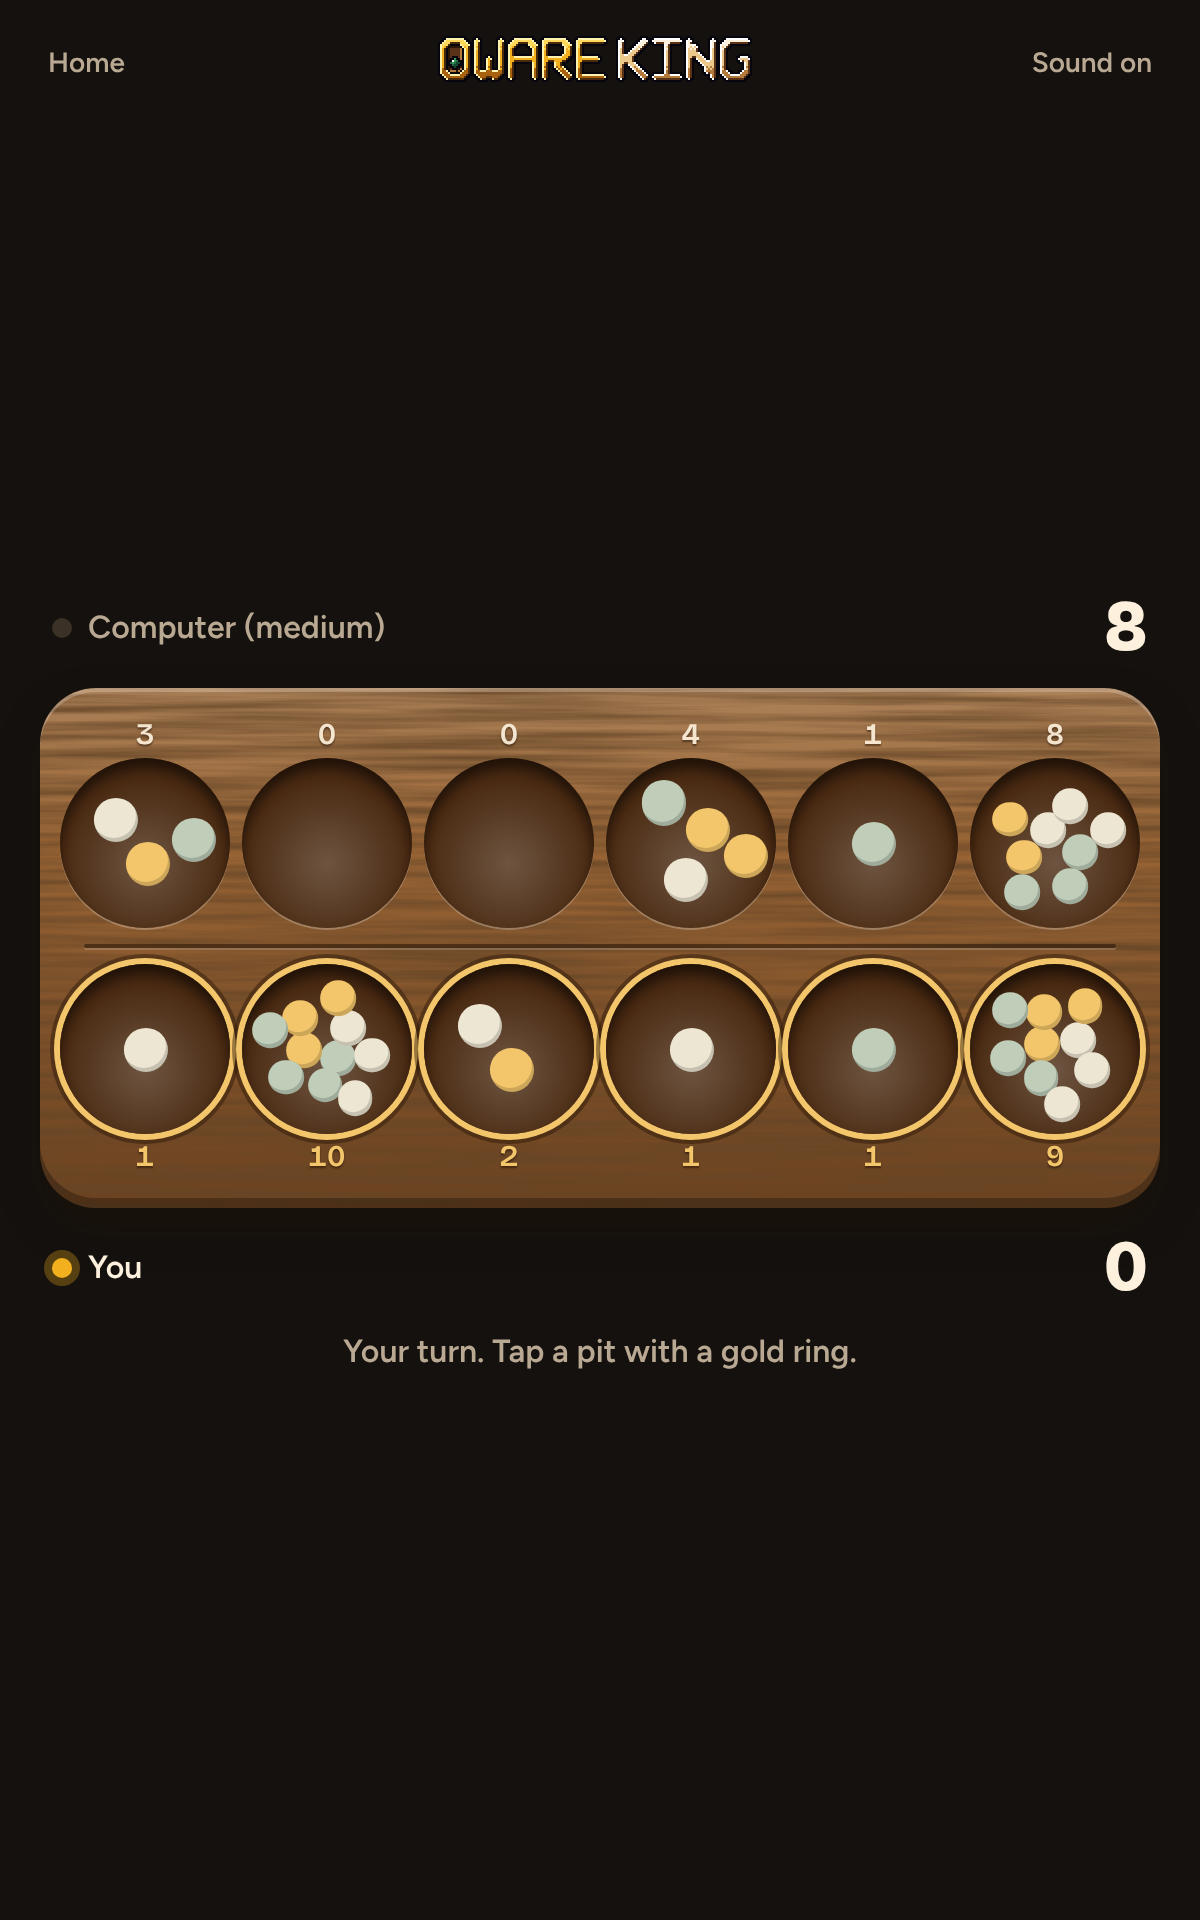 Home
OWARE KING
Sound on
Computer (medium)
8
3 0 0 4 1 8
1 10 2 1 1 9
You
0
Your turn. Tap a pit with a gold ring.